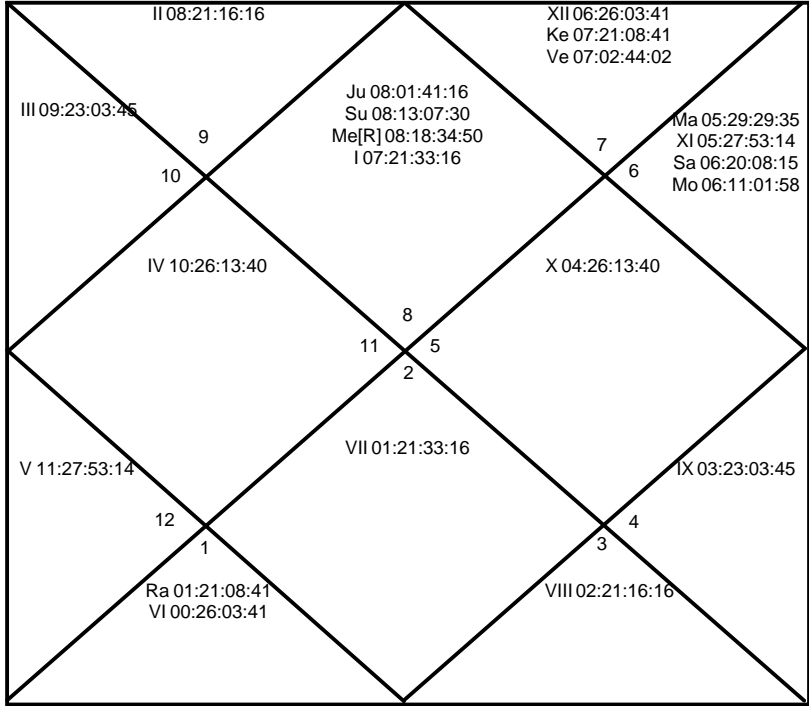 II 08:21:16:16
XII 06:26:03:41
Ke 07:21:08:41
Ve 07:02:44:02
III 09:23:03:45
9
10
Ju 08:01:41:16
Su 08:13:07:30
Me[R] 08:18:34:50
I 07:21:33:16
7
6
Ma 05:29:29:35
XI 05:27:53:14
Sa 06:20:08:15
Mo 06:11:01:58
IV 10:26:13:40
X 04:26:13:40
8
11
5
2
V 11:27:53:14
VII 01:21:33:16
IX 03:23:03:45
12
1
4
3
Ra 01:21:08:41
VI 00:26:03:41
VIII 02:21:16:16